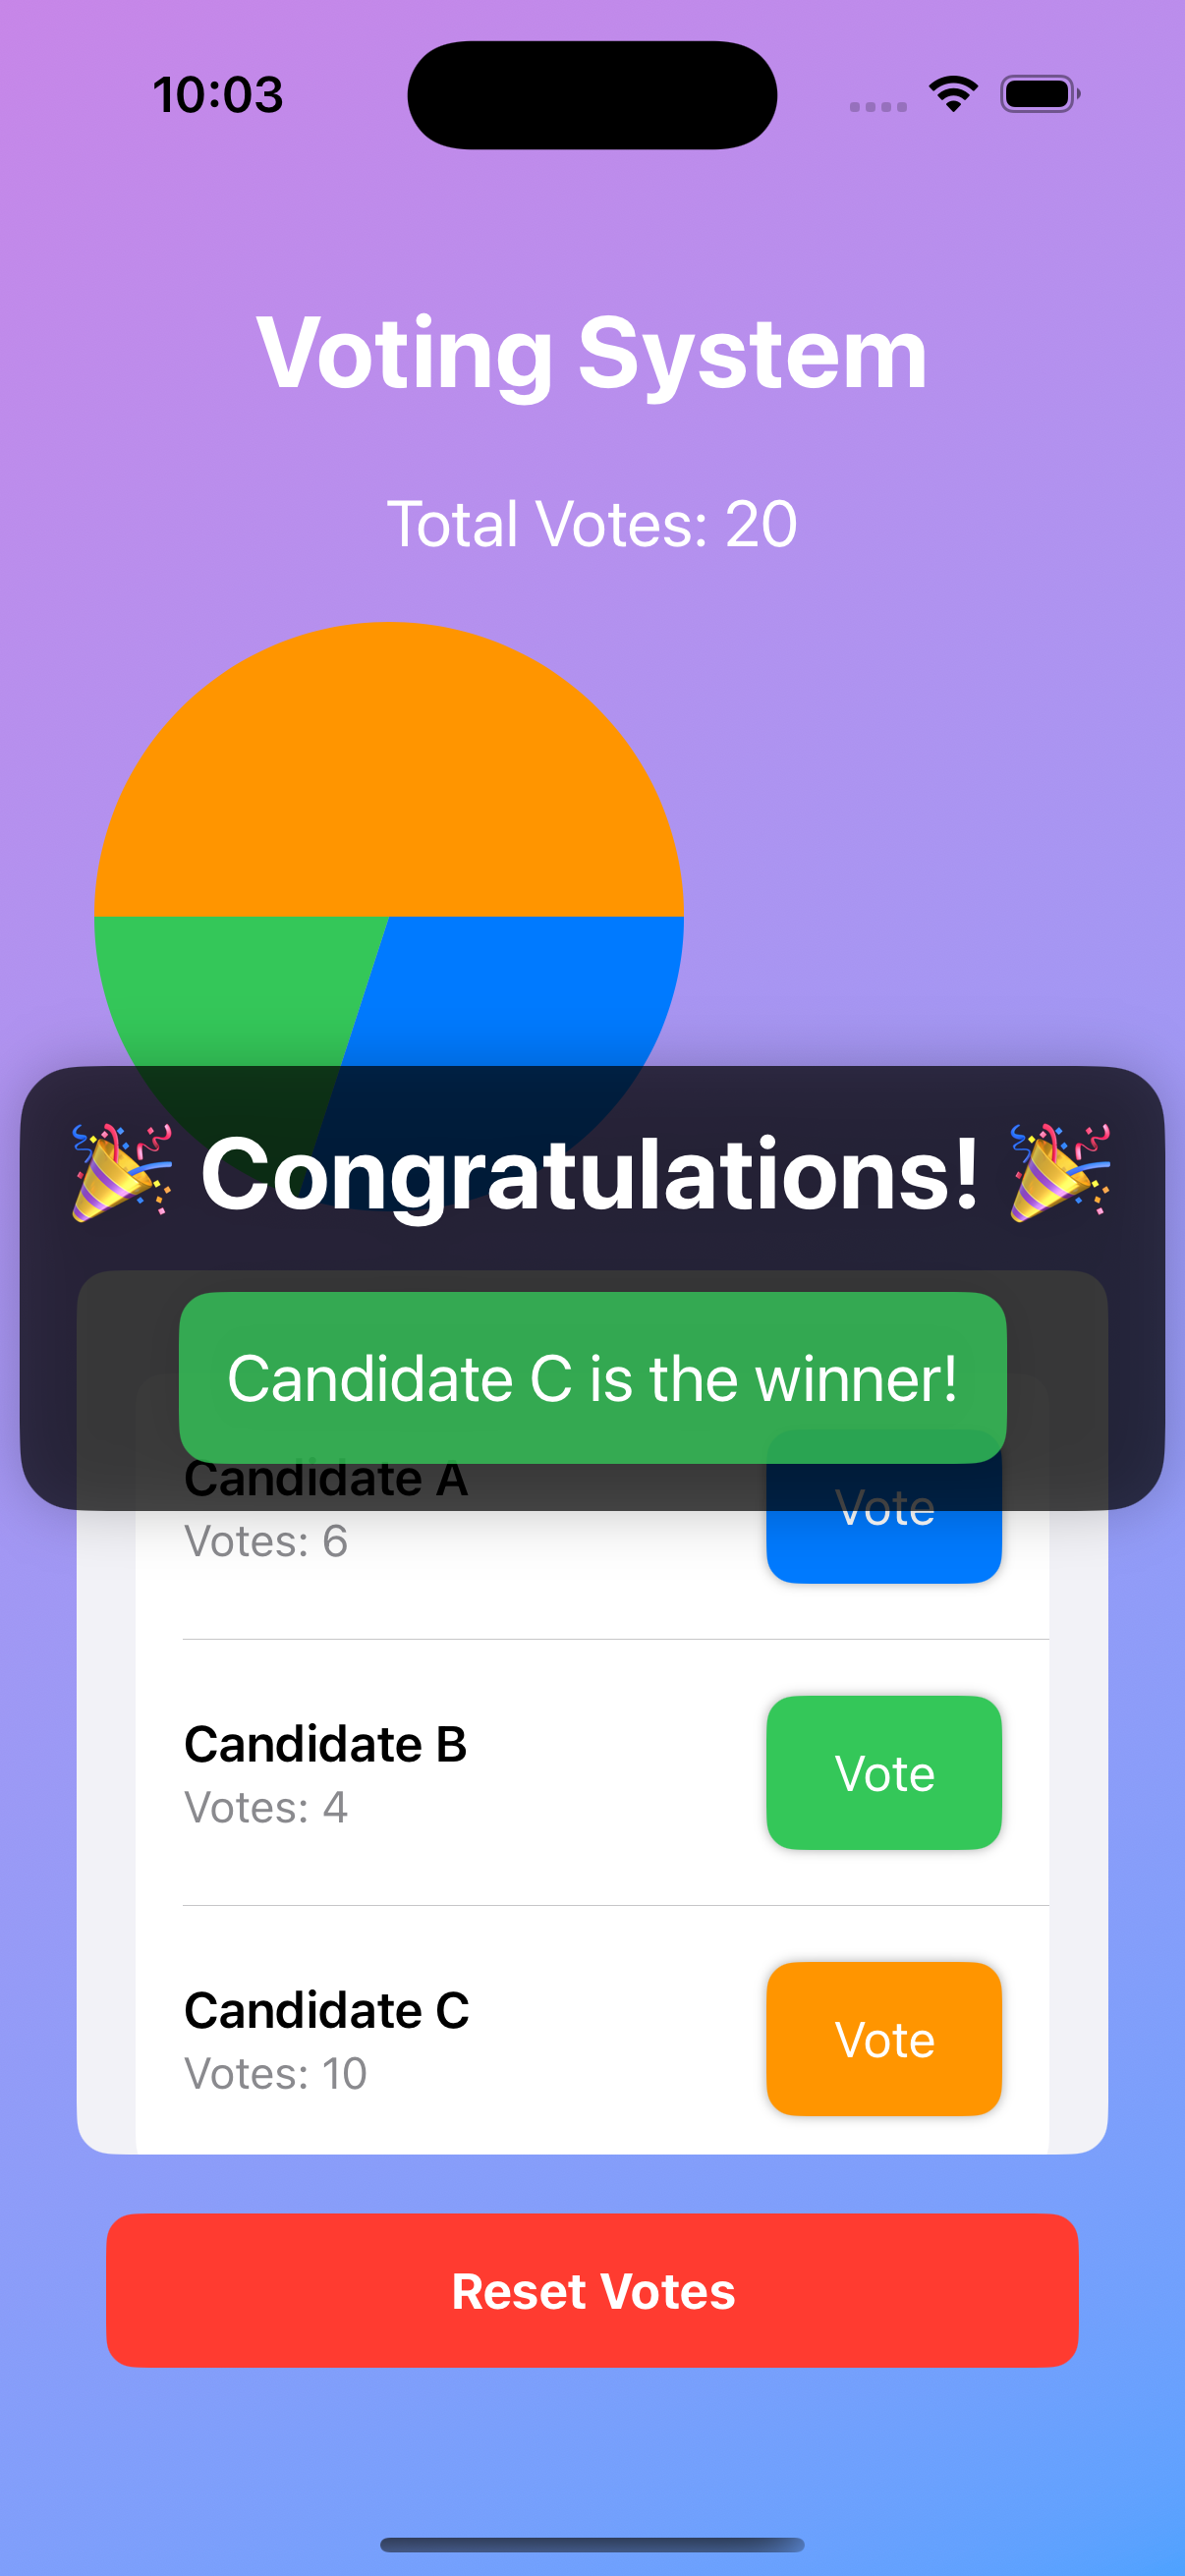 10:03
Voting System
Total Votes: 20
🎉 Congratulations! 🎉
Candidate C is the winner!
Candidate A
Votes: 6
Vote
Candidate B
Votes: 4
Vote
Candidate C
Votes: 10
Vote
Reset Votes